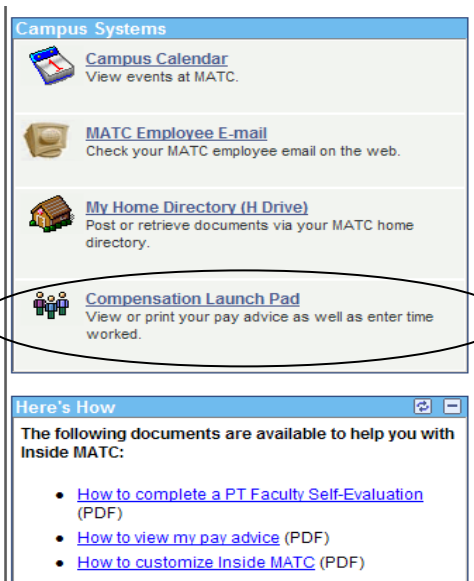 Campus Systems
Campus Calendar
View events at MATC.
MATC Employee E-mail
Check your MATC employee email on the web.
My Home Directory (H Drive)
Post or retrieve documents via your MATC home
directory.
Compensation Launch Pad
View or print your pay advice as well as enter time
worked.
Here's How
The following documents are available to help you with
Inside MATC:
• How to complete a PT Faculty Self-Evaluation
(PDF)
• How to view my pay advice (PDF)
• How to customize Inside MATC (PDF)